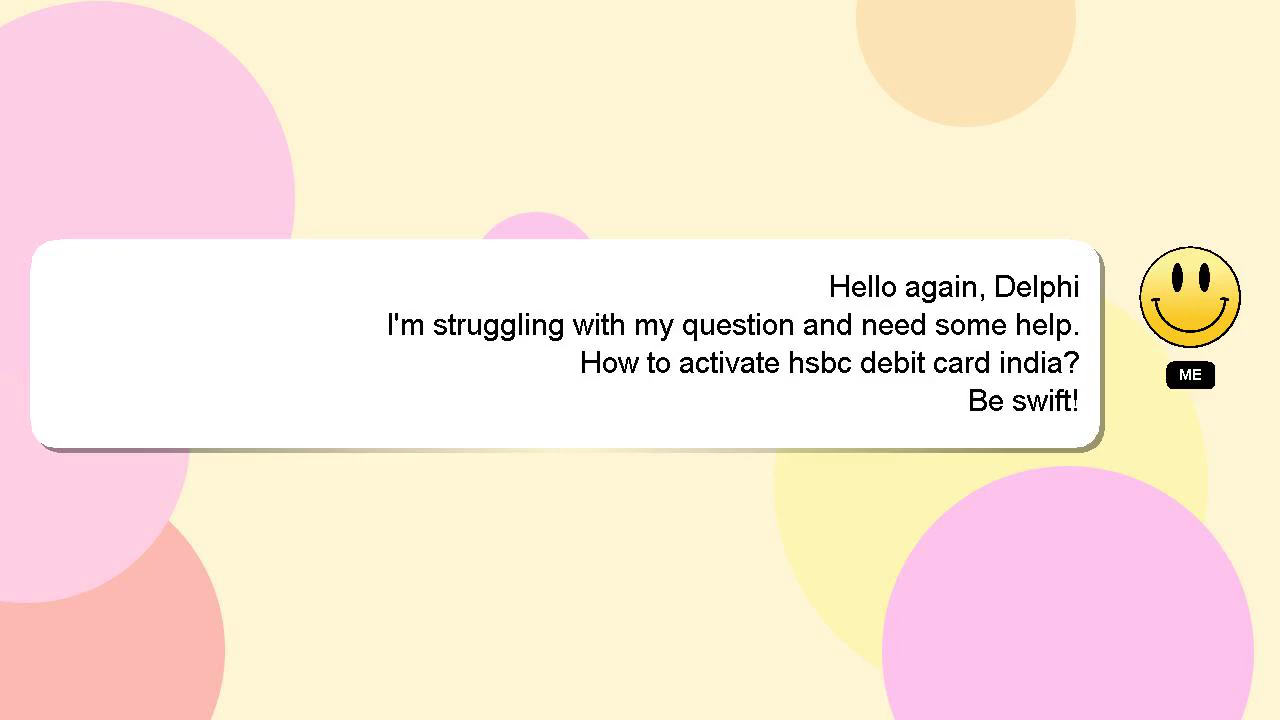 Hello again, Delphi
I'm struggling with my question and need some help.
How to activate hsbc debit card india?
Be swift!
ME